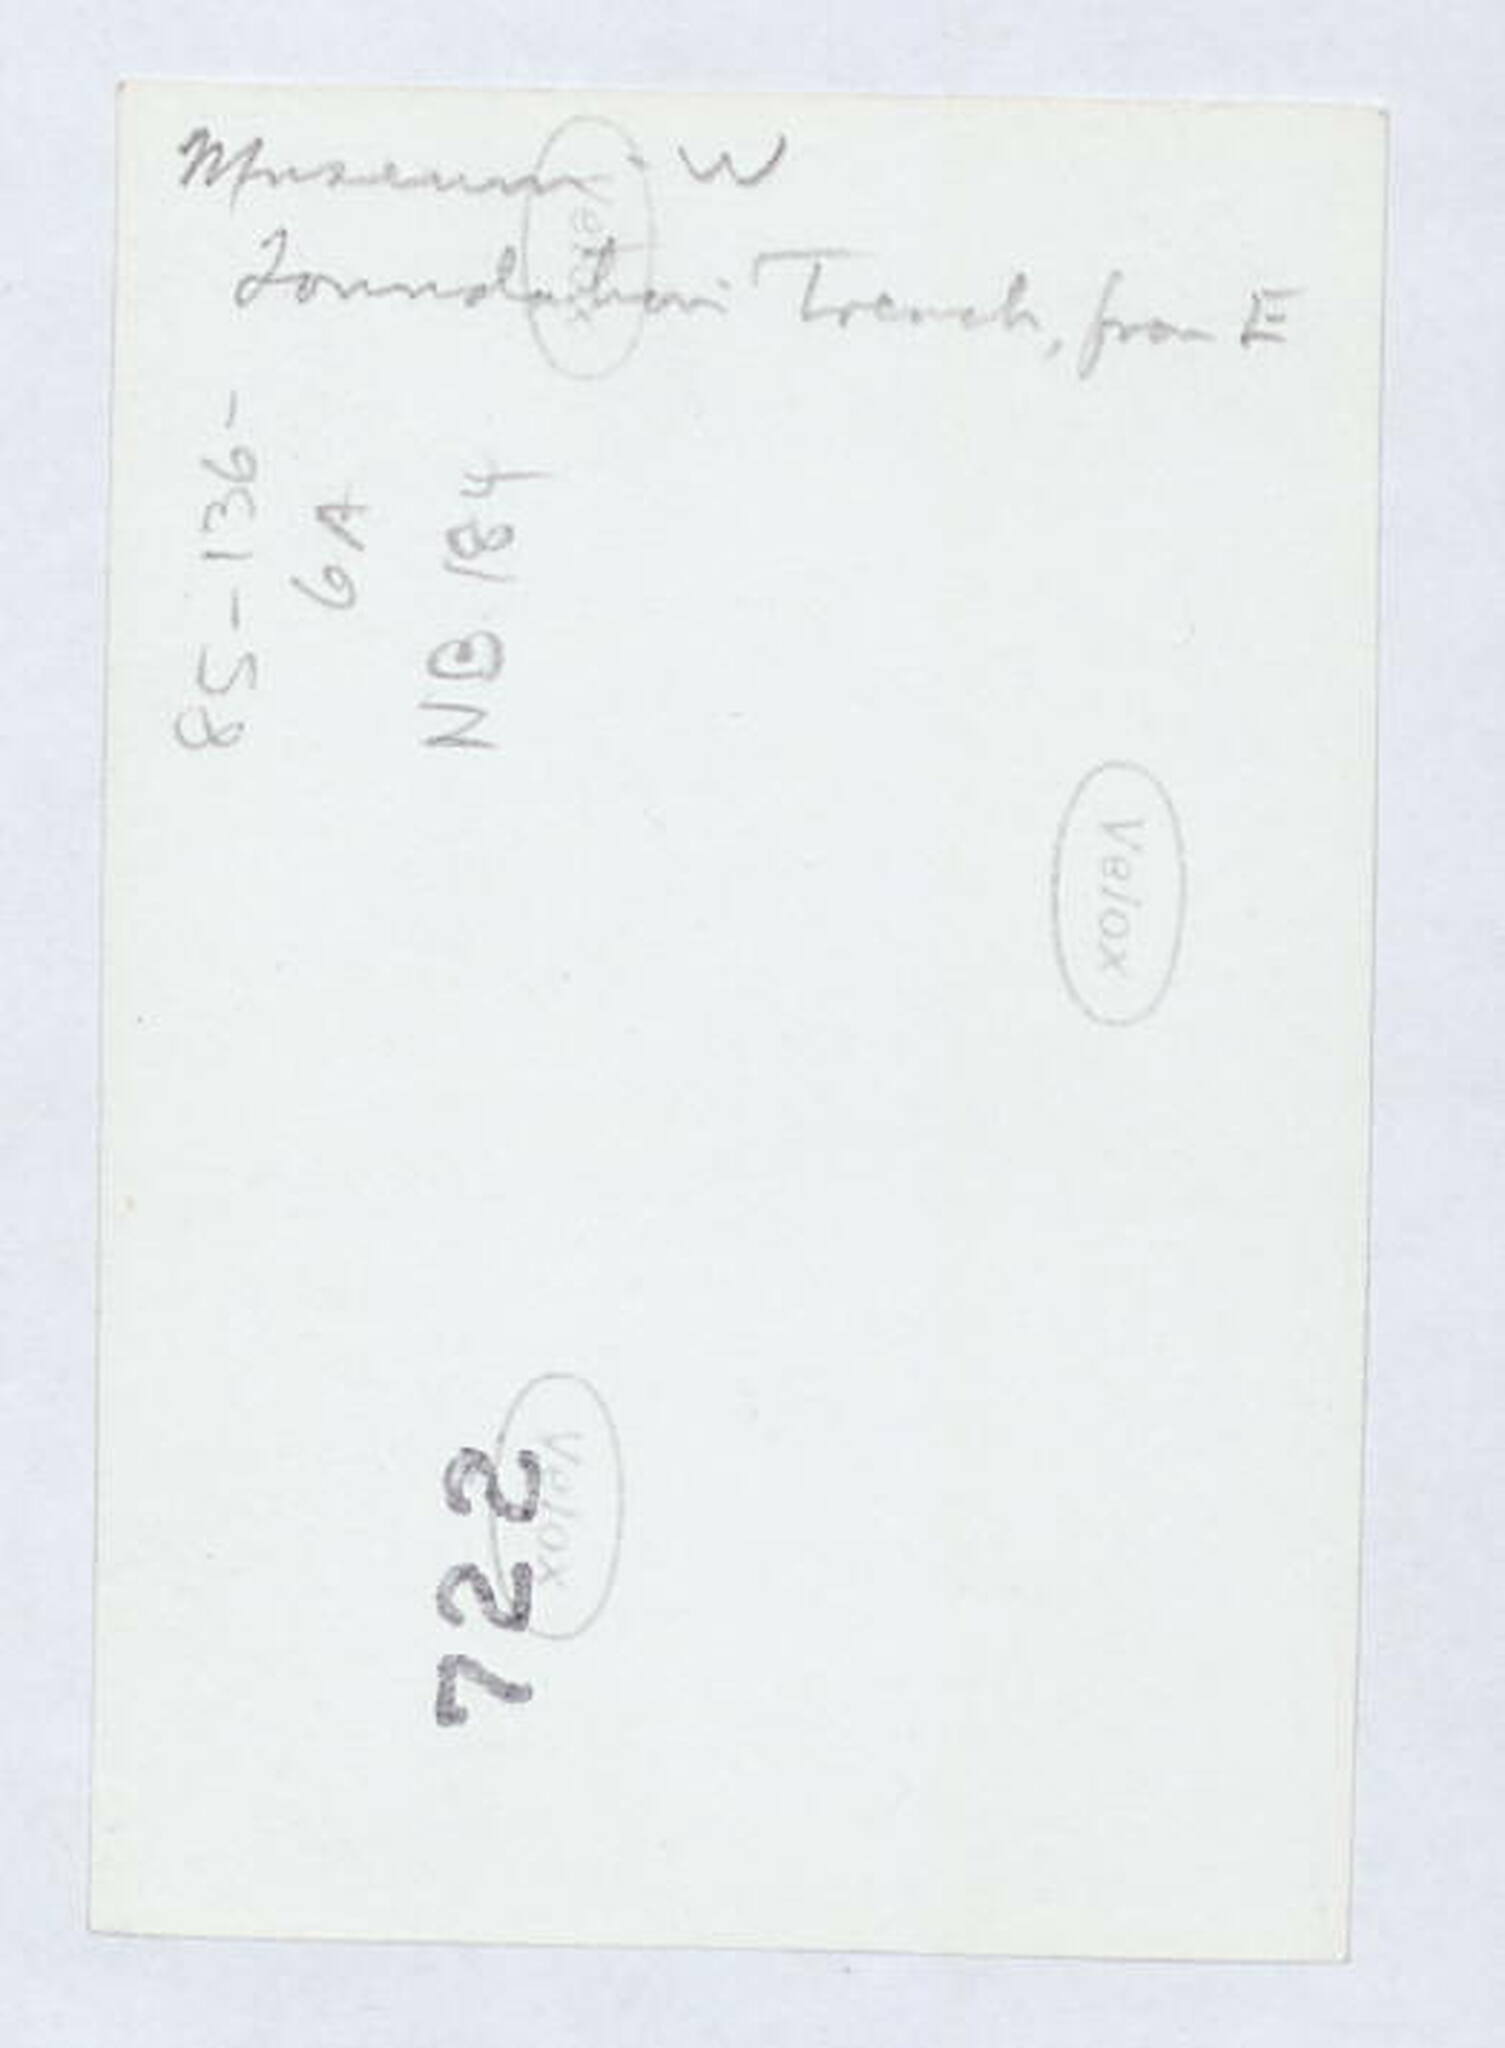 Museum W
Foundation Trench, from E
85-136-
6A
NB 184
Velox
Velox
Velox
722